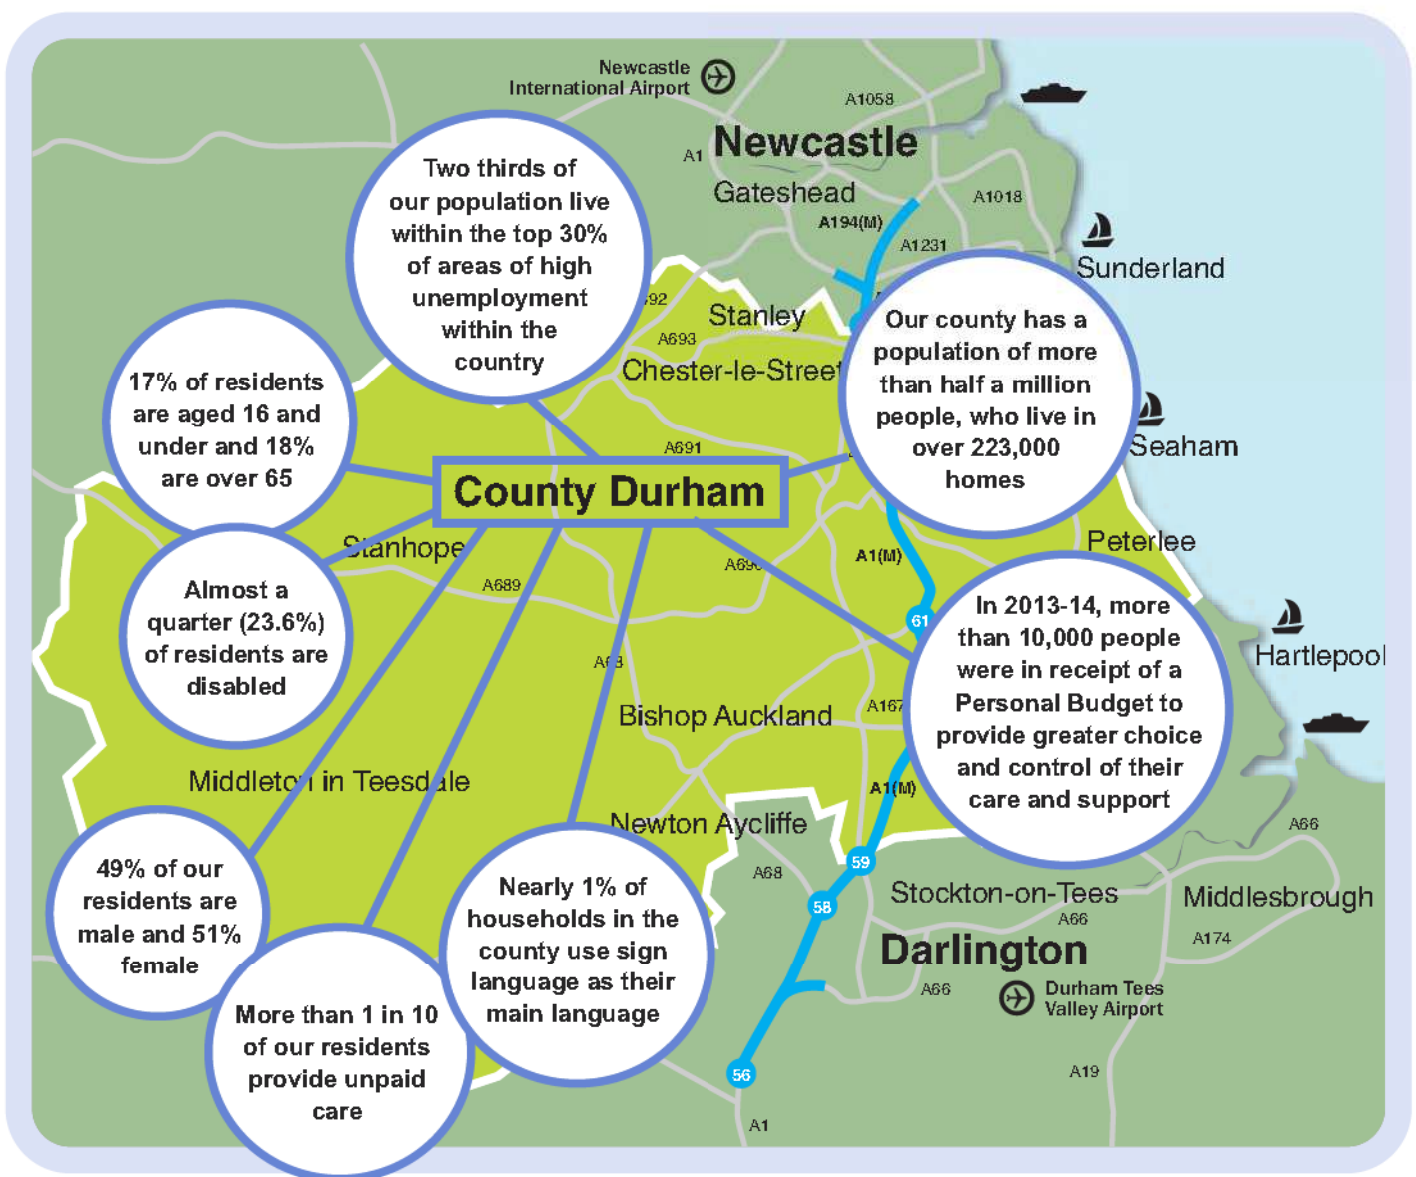 Newcastle
International Airport
A1058
A1
Newcastle
Gateshead
A1018
A194(M)
A1231
Sunderland
Two thirds of
our population live
within the top 30%
of areas of high
unemployment
within the
country
Stanley
A693
Chester-le-Street
Our county has a
population of more
than half a million
people, who live in
over 223,000
homes
17% of residents
are aged 16 and
under and 18%
are over 65
A691
Seaham
County Durham
Stanhope
A689
A690
A1(M)
Peterlee
61
Almost a
quarter (23.6%)
of residents are
disabled
In 2013-14, more
than 10,000 people
were in receipt of a
Personal Budget to
provide greater choice
and control of their
care and support
Hartlepool
A68
Bishop Auckland
A167
Middleton in Teesdale
A1(M)
Newton Aycliffe
A66
59
A68
58
Stockton-on-Tees
A66
Middlesbrough
49% of our
residents are
male and 51%
female
Nearly 1% of
households in the
county use sign
language as their
main language
Darlington
A174
A66
Durham Tees
Valley Airport
More than 1 in 10
of our residents
provide unpaid
care
56
A19
A1